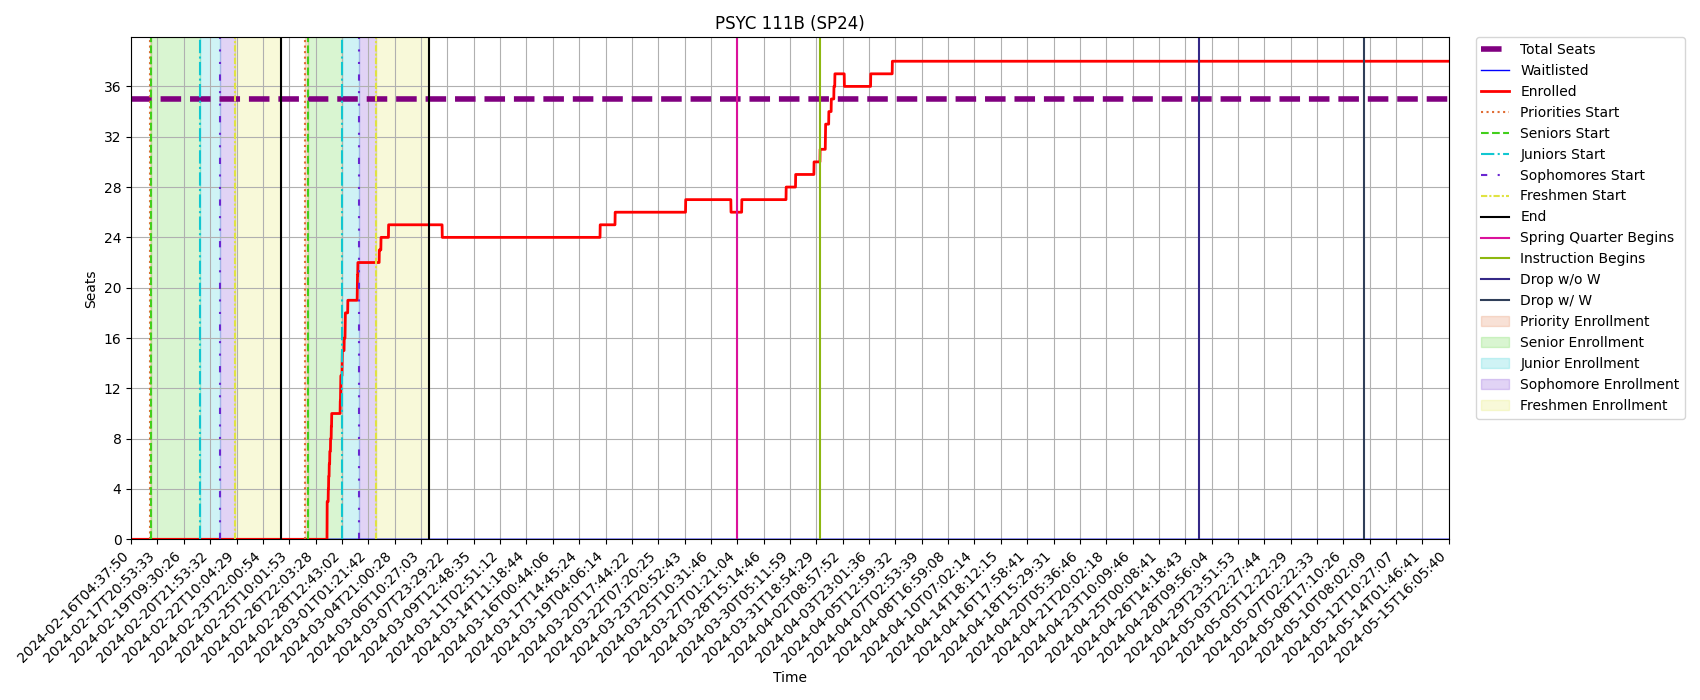 PSYC 111B (SP24)
Seats
36
32
28
24
20
16
12
8
4
0
2024-02-16T04:37:50
2024-02-17T20:53:33
2024-02-19T09:30:26
2024-02-20T21:53:32
2024-02-22T10:04:29
2024-02-23T22:00:54
2024-02-25T10:01:53
2024-02-26T22:03:28
2024-02-28T12:43:02
2024-03-01T01:21:42
2024-03-04T21:00:28
2024-03-06T10:27:03
2024-03-07T23:29:22
2024-03-09T12:48:35
2024-03-11T02:51:12
2024-03-14T11:18:44
2024-03-16T00:44:06
2024-03-17T14:45:24
2024-03-19T04:06:14
2024-03-20T17:44:22
2024-03-22T07:20:25
2024-03-23T20:52:43
2024-03-25T10:31:46
2024-03-27T01:21:04
2024-03-28T15:14:46
2024-03-30T05:11:59
2024-03-31T18:54:29
2024-04-02T08:57:52
2024-04-03T23:01:36
2024-04-05T12:59:32
2024-04-07T02:53:39
2024-04-08T16:59:08
2024-04-10T07:02:14
2024-04-14T18:12:15
2024-04-16T17:58:41
2024-04-18T15:29:31
2024-04-20T05:36:46
2024-04-21T20:02:18
2024-04-23T10:09:46
2024-04-25T00:08:41
2024-04-26T14:18:43
2024-04-28T09:56:04
2024-04-29T23:51:53
2024-05-03T22:27:44
2024-05-05T12:22:29
2024-05-07T02:22:33
2024-05-08T17:10:26
2024-05-10T08:02:09
2024-05-12T10:27:07
2024-05-14T01:46:41
2024-05-15T16:05:40
Time
Total Seats
Waitlisted
Enrolled
Priorities Start
Seniors Start
Juniors Start
Sophomores Start
Freshmen Start
End
Spring Quarter Begins
Instruction Begins
Drop w/o W
Drop w/ W
Priority Enrollment
Senior Enrollment
Junior Enrollment
Sophomore Enrollment
Freshmen Enrollment